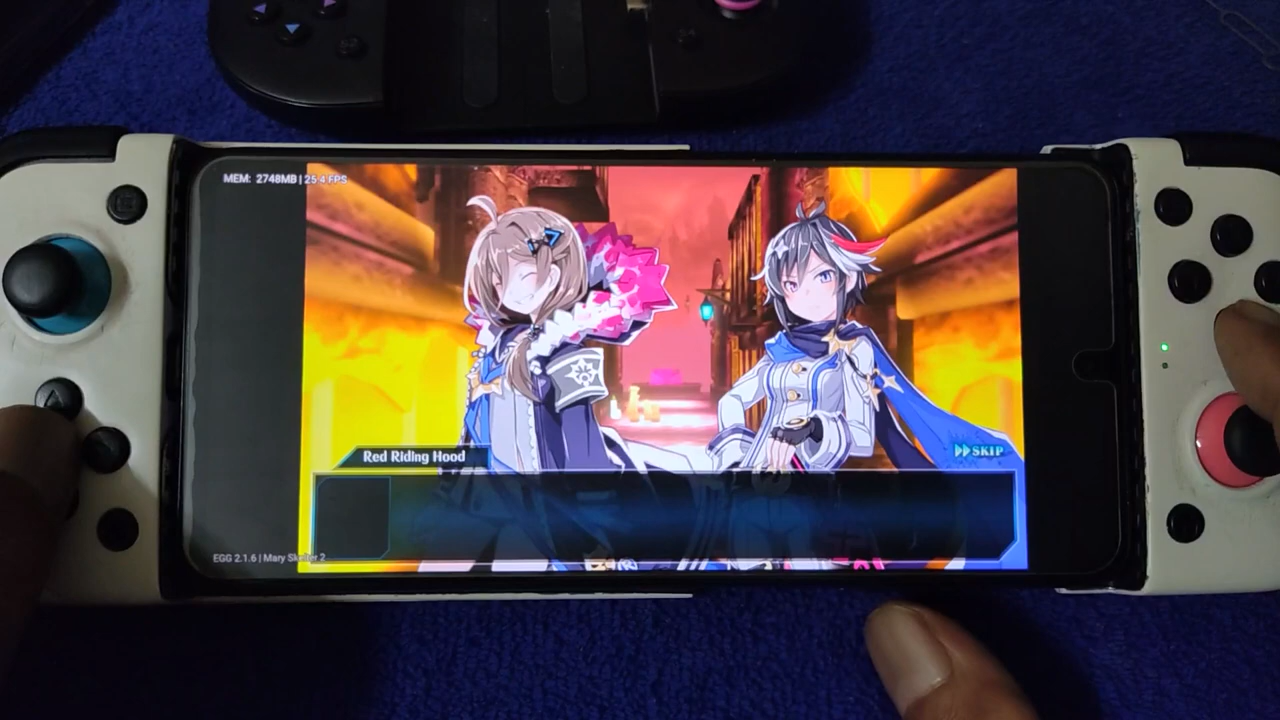 MEM: 2748MB | 25.4 FPS
Red Riding Hood
SKIP
EGG 2.1.6 | Mary Skelter 2